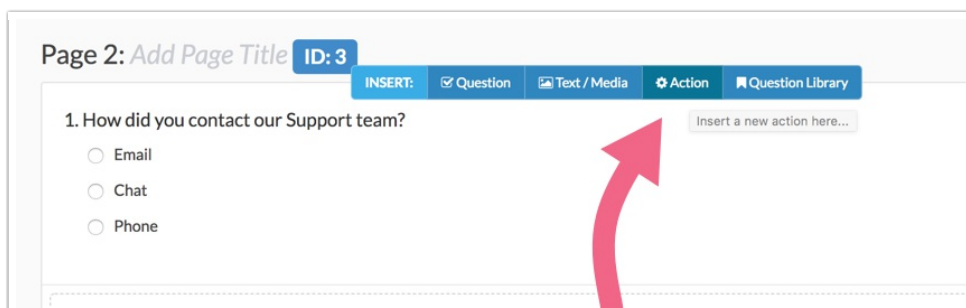 Page 2: Add Page Title ID: 3
INSERT: Question Text / Media Action Question Library
Insert a new action here...
1. How did you contact our Support team?
Email
Chat
Phone